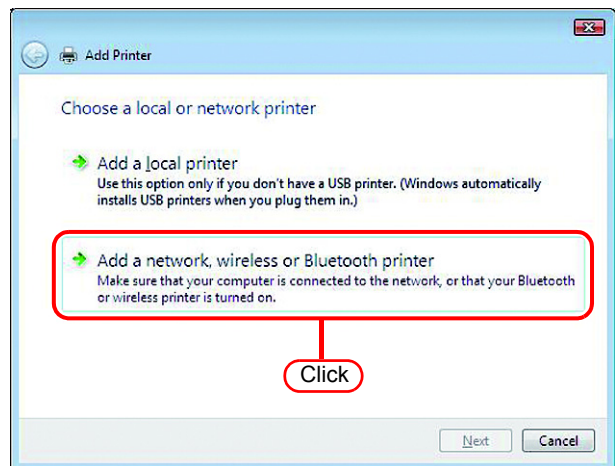 Add Printer
Choose a local or network printer
Add a local printer
Use this option only if you don't have a USB printer. (Windows automatically
installs USB printers when you plug them in.)
Add a network, wireless or Bluetooth printer
Make sure that your computer is connected to the network, or that your Bluetooth
or wireless printer is turned on.
Click
Next
Cancel